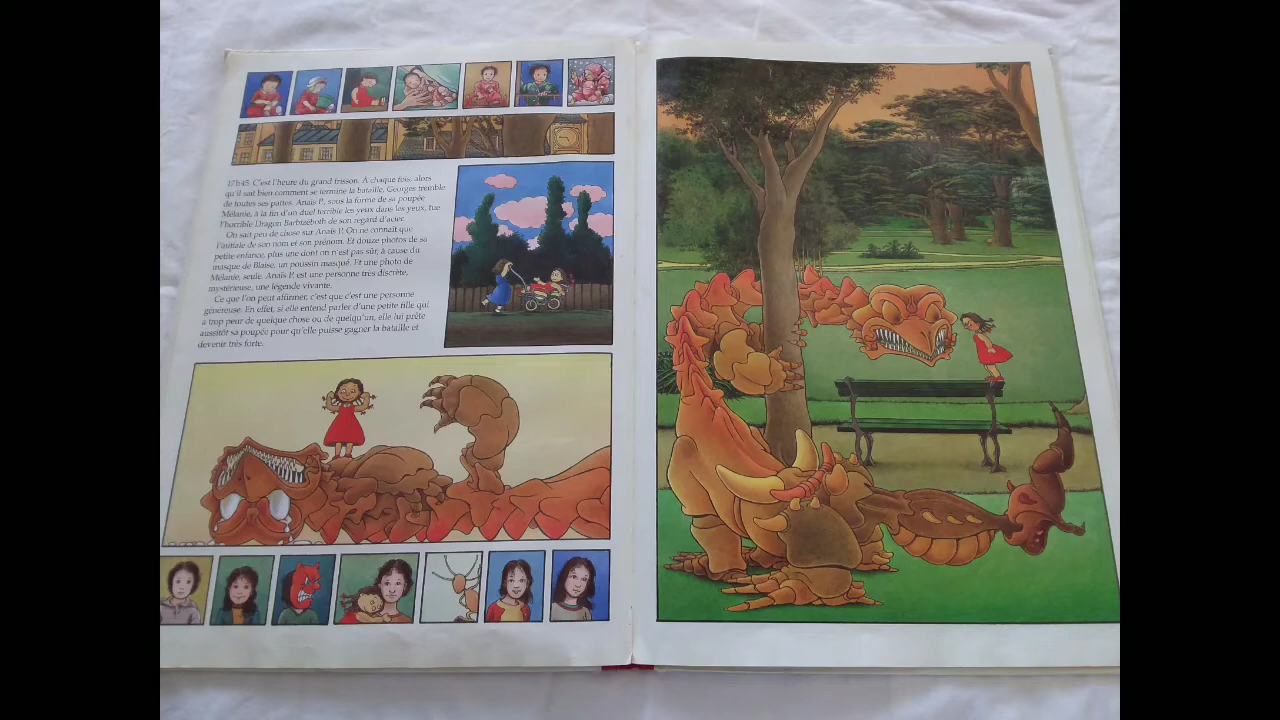 17h45. C'est l'heure du grand frisson. À chaque fois, alors
qu'il sait bien comment se termine la bataille, Georges tremble
de toutes ses pattes. Anaïs P., sous la forme de sa poupée
Mélanie, à la fin d'un duel terrible les yeux dans les yeux, tue
l'horrible Dragon Barbizéboth de son regard d'acier.
On sait peu de chose sur Anaïs P. On ne connaît que
l'initiale de son nom et son prénom. Et douze photos de sa
petite enfance, plus une dont on n'est pas sûr, à cause du
masque de Blaise, un poussin masqué. Et une photo de
Mélanie, seule. Anaïs P. est une personne très discrète,
mystérieuse, une légende vivante.
Ce que l'on peut affirmer, c'est que c'est une personne
généreuse. En effet, si elle entend parler d'une petite fille qui
a trop peur de quelque chose ou de quelqu'un, elle lui prête
aussitôt sa poupée pour qu'elle puisse gagner la bataille et
devenir très forte.